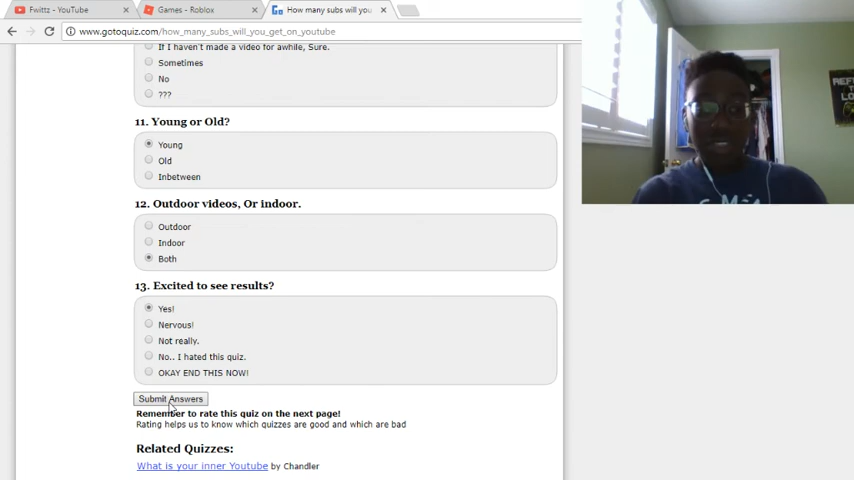 Fwittz - YouTube
Games - Roblox
How many subs will you
www.gotoquiz.com/how_many_subs_will_you_get_on_youtube
If I haven't made a video for awhile, Sure.
Sometimes
No
???
11. Young or Old?
Young
Old
Inbetween
12. Outdoor videos, Or indoor.
Outdoor
Indoor
Both
13. Excited to see results?
Yes!
Nervous!
Not really.
No.. I hated this quiz.
OKAY END THIS NOW!
Submit Answers
Remember to rate this quiz on the next page!
Rating helps us to know which quizzes are good and which are bad
Related Quizzes:
What is your inner Youtube by Chandler